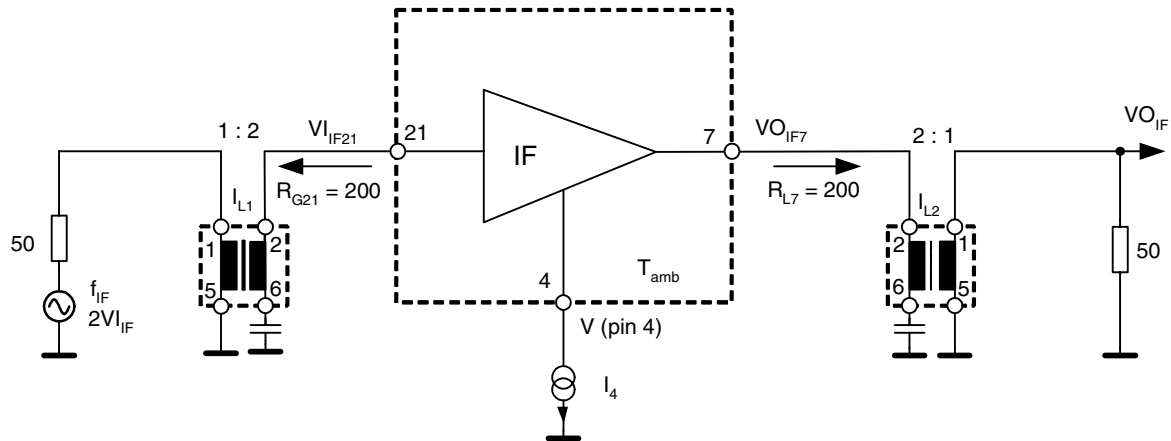 1 : 2
VI_IF21
21
IF
7
VO_IF7
2 : 1
VO_IF
R_G21 = 200
R_L7 = 200
I_L1
I_L2
50
1
2
5
6
f_IF
2VI_IF
4
T_amb
V (pin 4)
I_4
2
1
6
5
50